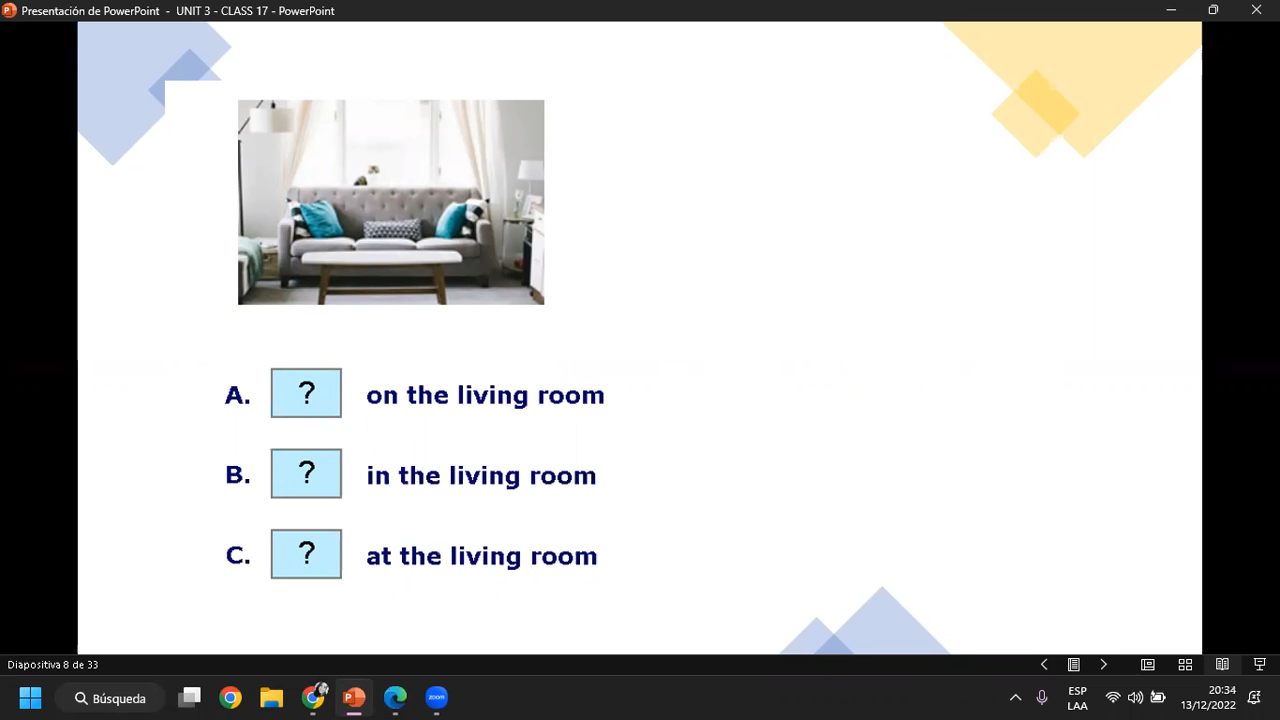 Presentación de PowerPoint - UNIT 3 - CLASS 17 - PowerPoint
A. ? on the living room
B. ? in the living room
C. ? at the living room
Diapositiva 8 de 33
Búsqueda
zoom
ESP
LAA
20:34
13/12/2022